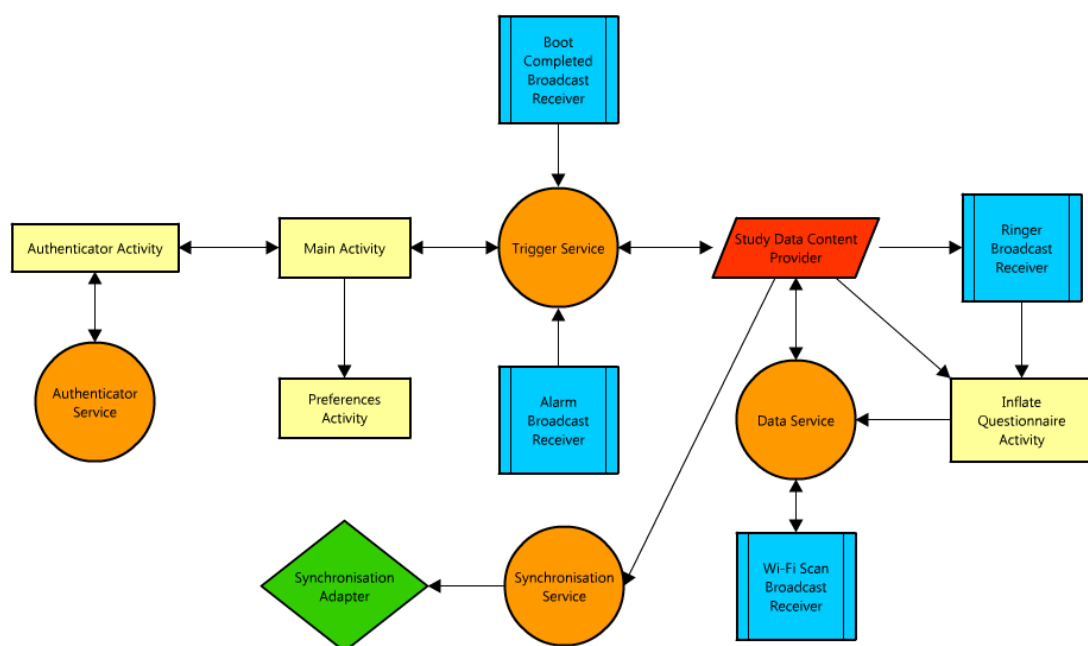 Boot
Completed
Broadcast
Receiver
Authenticator Activity
Main Activity
Trigger Service
Study Data Content
Provider
Ringer
Broadcast
Receiver
Authenticator
Service
Preferences
Activity
Alarm
Broadcast
Receiver
Data Service
Inflate
Questionnaire
Activity
Synchronisation
Adapter
Synchronisation
Service
Wi-Fi Scan
Broadcast
Receiver